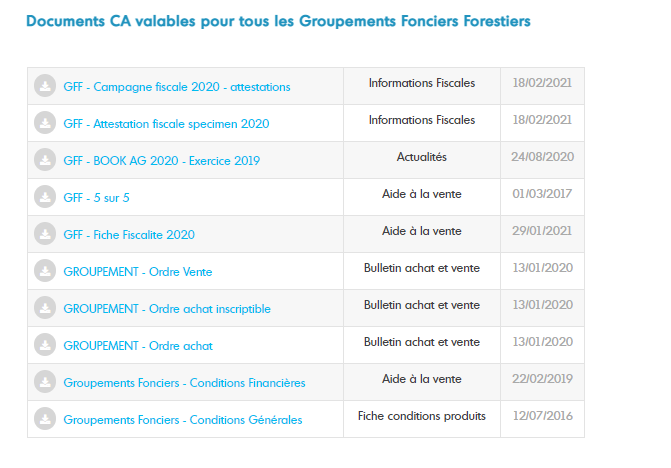 Documents CA valables pour tous les Groupements Fonciers Forestiers
GFF - Campagne fiscale 2020 - attestations Informations Fiscales 18/02/2021
GFF - Attestation fiscale specimen 2020 Informations Fiscales 18/02/2021
GFF - BOOK AG 2020 - Exercice 2019 Actualités 24/08/2020
GFF - 5 sur 5 Aide à la vente 01/03/2017
GFF - Fiche Fiscalite 2020 Aide à la vente 29/01/2021
GROUPEMENT - Ordre Vente Bulletin achat et vente 13/01/2020
GROUPEMENT - Ordre achat inscriptible Bulletin achat et vente 13/01/2020
GROUPEMENT - Ordre achat Bulletin achat et vente 13/01/2020
Groupements Fonciers - Conditions Financières Aide à la vente 22/02/2019
Groupements Fonciers - Conditions Générales Fiche conditions produits 12/07/2016